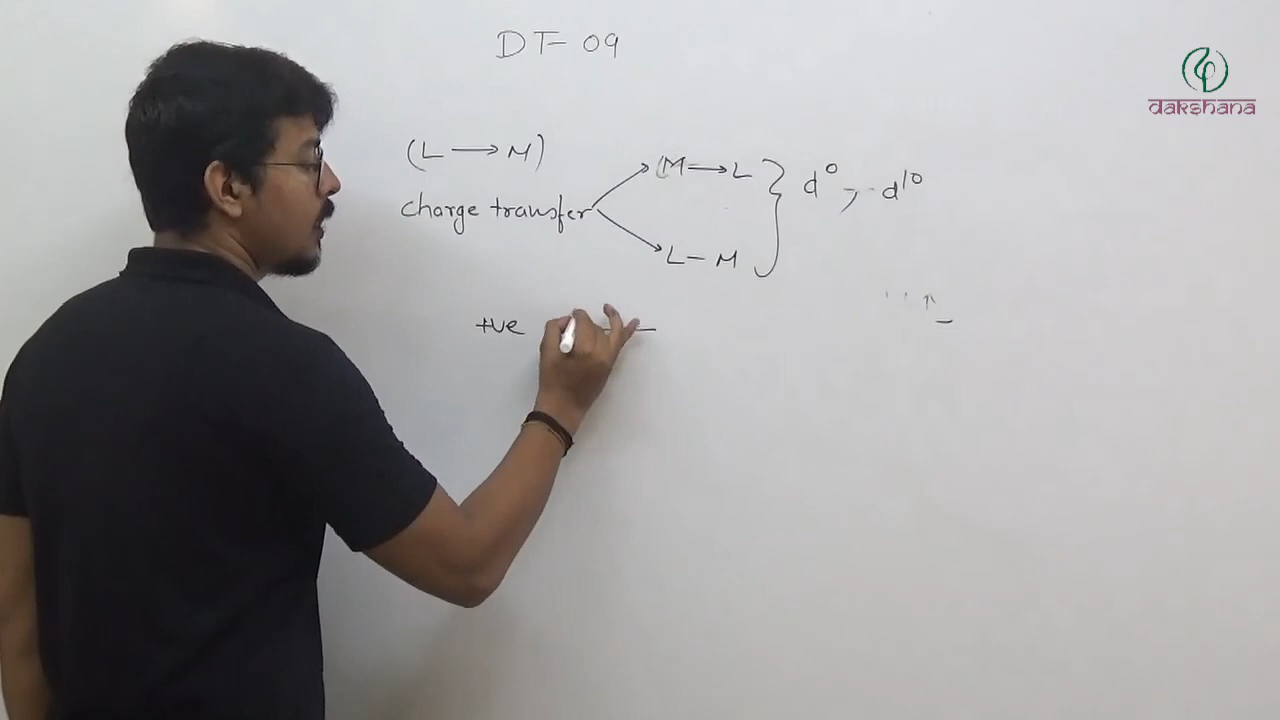 DT-09
dakshana
(L → M)
M → L } d⁰, d¹⁰
charge transfer
L - M
+ve